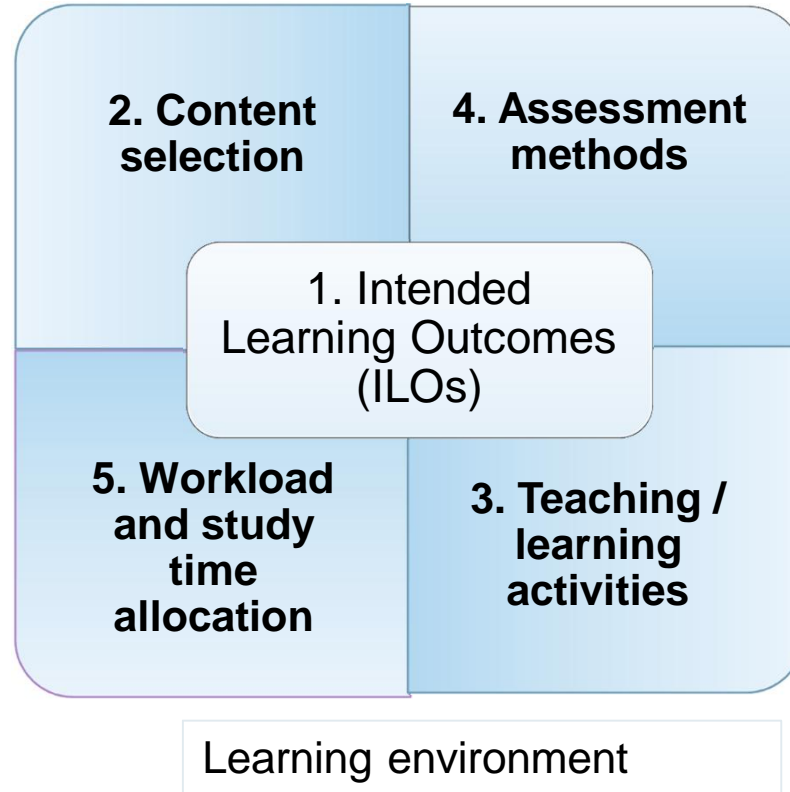 2. Content
selection
4. Assessment
methods
1. Intended
Learning Outcomes
(ILOs)
5. Workload
and study
time
allocation
3. Teaching /
learning
activities
Learning environment